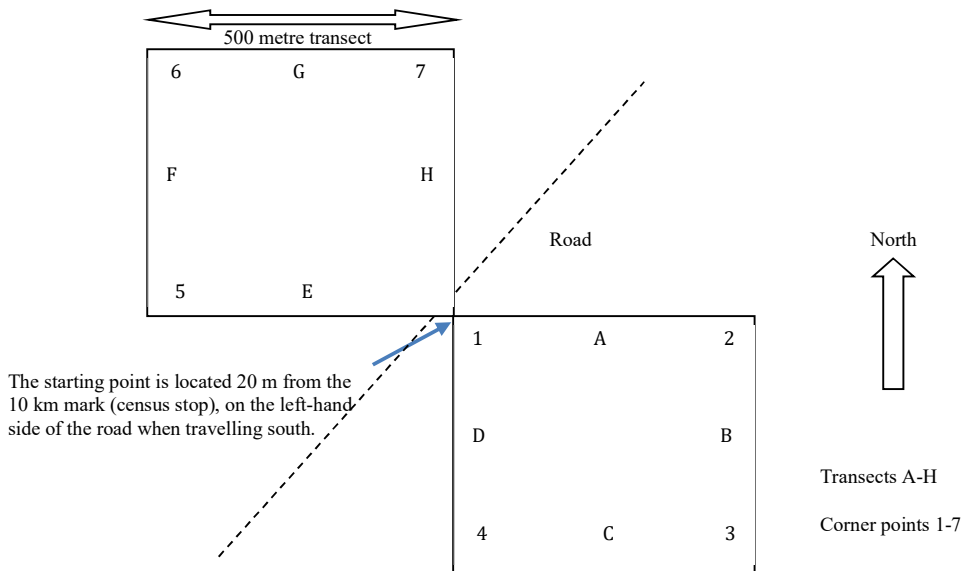 500 metre transect
6 G 7
F H
Road
North
5 E
1 A 2
The starting point is located 20 m from the
10 km mark (census stop), on the left-hand
side of the road when travelling south.
D B
Transects A-H
4 C 3
Corner points 1-7